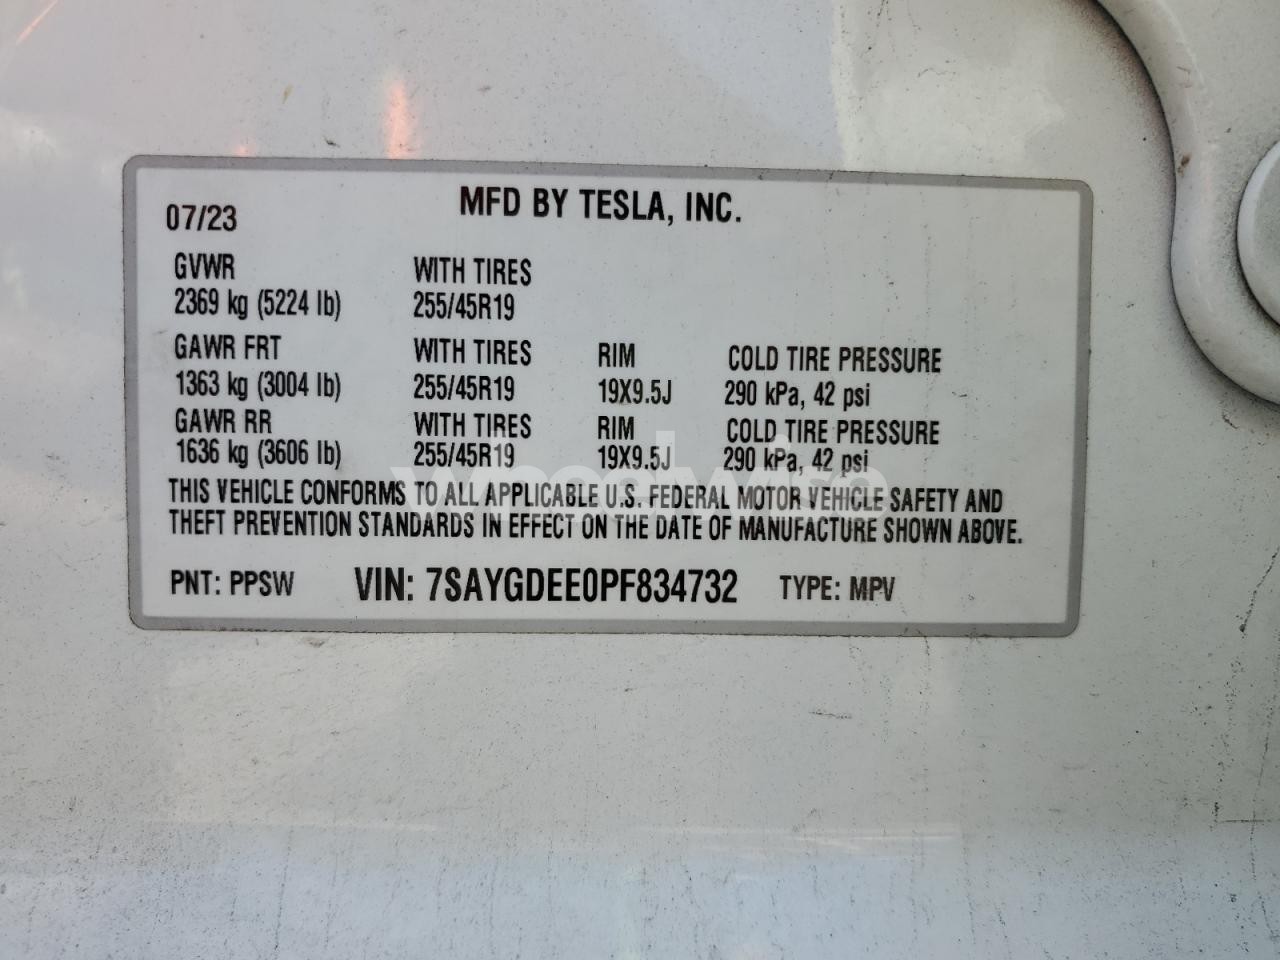 07/23 MFD BY TESLA, INC.
GVWR WITH TIRES
2369 kg (5224 lb) 255/45R19
GAWR FRT WITH TIRES RIM COLD TIRE PRESSURE
1363 kg (3004 lb) 255/45R19 19X9.5J 290 kPa, 42 psi
GAWR RR WITH TIRES RIM COLD TIRE PRESSURE
1636 kg (3606 lb) 255/45R19 19X9.5J 290 kPa, 42 psi
THIS VEHICLE CONFORMS TO ALL APPLICABLE U.S. FEDERAL MOTOR VEHICLE SAFETY AND
THEFT PREVENTION STANDARDS IN EFFECT ON THE DATE OF MANUFACTURE SHOWN ABOVE.
PNT: PPSW VIN: 7SAYGDEE0PF834732 TYPE: MPV